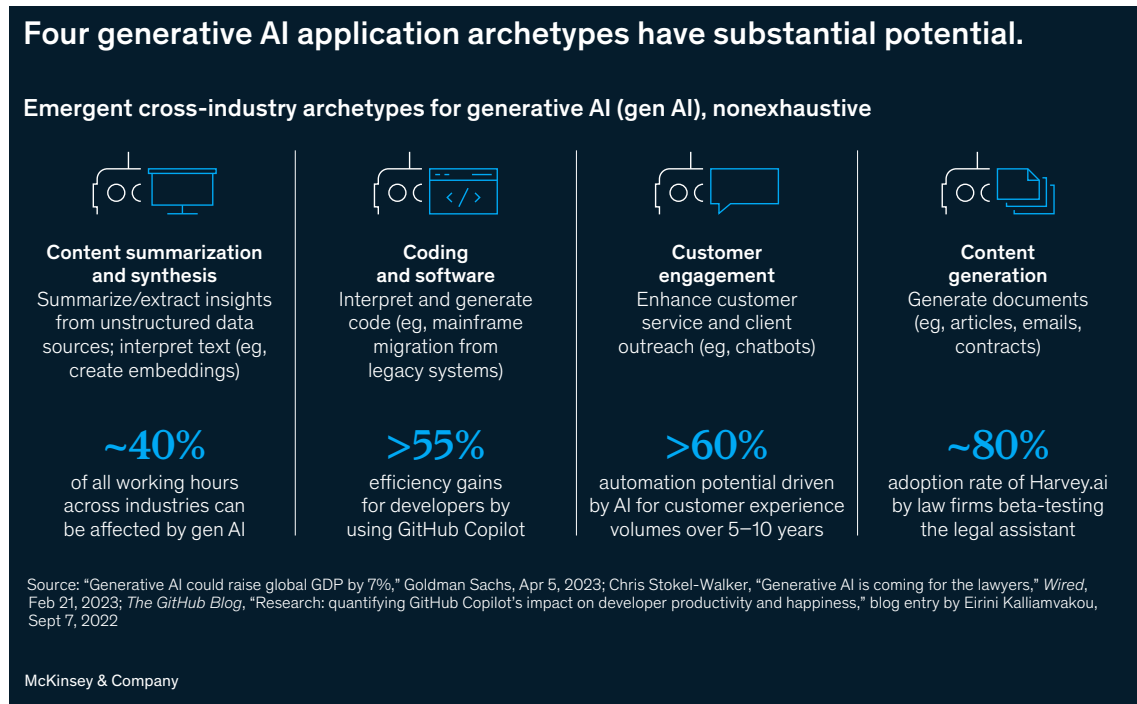 Four generative AI application archetypes have substantial potential.
Emergent cross-industry archetypes for generative AI (gen AI), nonexhaustive
Content summarization
and synthesis
Summarize/extract insights
from unstructured data
sources; interpret text (eg,
create embeddings)
~40%
of all working hours
across industries can
be affected by gen AI
</>
Coding
and software
Interpret and generate
code (eg, mainframe
migration from
legacy systems)
>55%
efficiency gains
for developers by
using GitHub Copilot
Customer
engagement
Enhance customer
service and client
outreach (eg, chatbots)
>60%
automation potential driven
by AI for customer experience
volumes over 5–10 years
Content
generation
Generate documents
(eg, articles, emails,
contracts)
~80%
adoption rate of Harvey.ai
by law firms beta-testing
the legal assistant
Source: “Generative AI could raise global GDP by 7%,” Goldman Sachs, Apr 5, 2023; Chris Stokel-Walker, “Generative AI is coming for the lawyers,” Wired,
Feb 21, 2023; The GitHub Blog, “Research: quantifying GitHub Copilot’s impact on developer productivity and happiness,” blog entry by Eirini Kalliamvakou,
Sept 7, 2022
McKinsey & Company